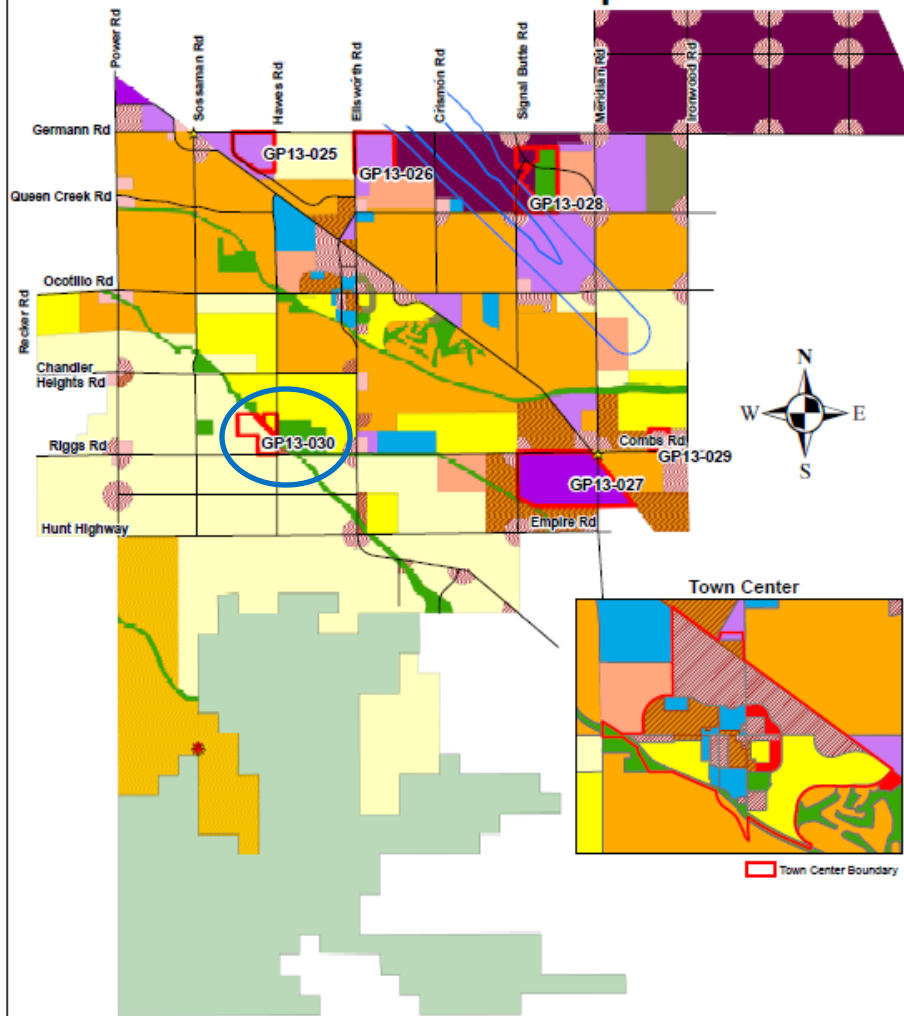 Power Rd
Sossaman Rd
Hawes Rd
Ellsworth Rd
Crismon Rd
Signal Butte Rd
Meridian Rd
Ironwood Rd
Germann Rd
GP13-025
GP13-026
GP13-028
Queen Creek Rd
Ocotillo Rd
Recker Rd
Chandler
Heights Rd
N
W
E
S
Riggs Rd
GP13-030
Combs Rd
GP13-029
GP13-027
Hunt Highway
Empire Rd
Town Center
Town Center Boundary